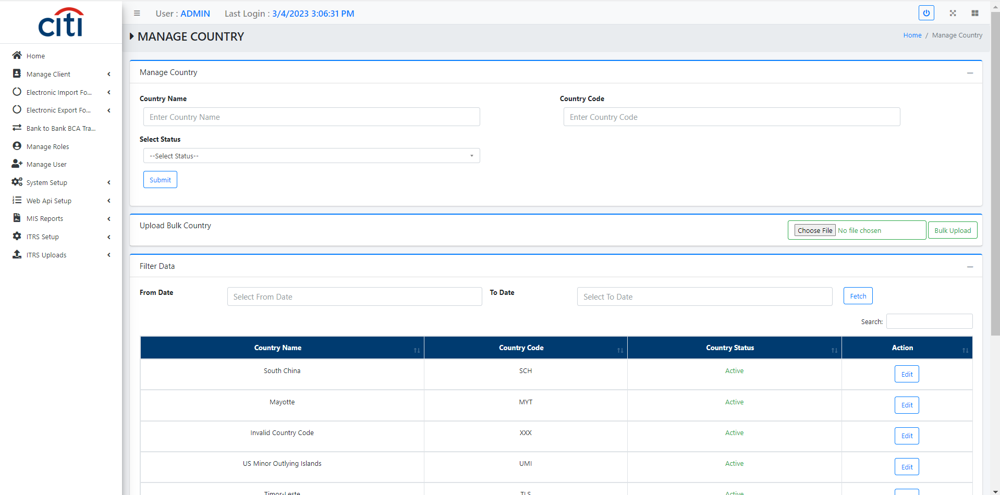 citi
User : ADMIN Last Login : 3/4/2023 3:06:31 PM
MANAGE COUNTRY
Home / Manage Country
Home
Manage Client
Electronic Import Fo...
Electronic Export Fo...
Bank to Bank BCA Tra...
Manage Roles
Manage User
System Setup
Web Api Setup
MIS Reports
ITRS Setup
ITRS Uploads
Manage Country
Country Name Country Code
Enter Country Name Enter Country Code
Select Status
--Select Status--
Submit
Upload Bulk Country Choose File No file chosen Bulk Upload
Filter Data
From Date Select From Date To Date Select To Date Fetch
Search:
Country Name Country Code Country Status Action
South China SCH Active Edit
Mayotte MYT Active Edit
Invalid Country Code XXX Active Edit
US Minor Outlying Islands UMI Active Edit
Timor-Leste TLS Active